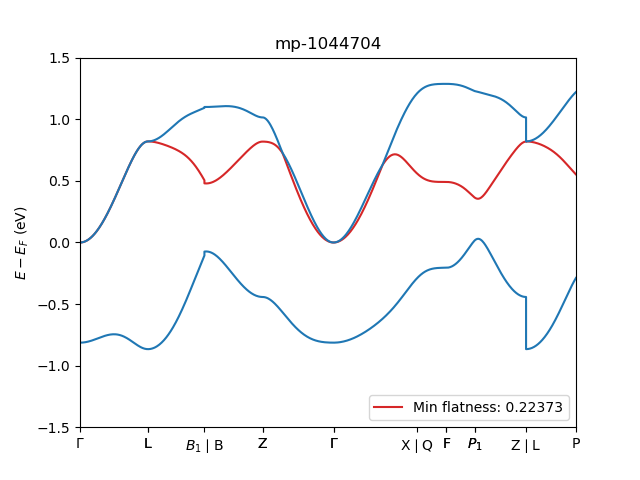 mp-1044704
E − E_F (eV)
1.5
1.0
0.5
0.0
−0.5
−1.0
−1.5
Min flatness: 0.22373
Γ L B₁ | B Z Γ X | Q F P₁ Z | L P